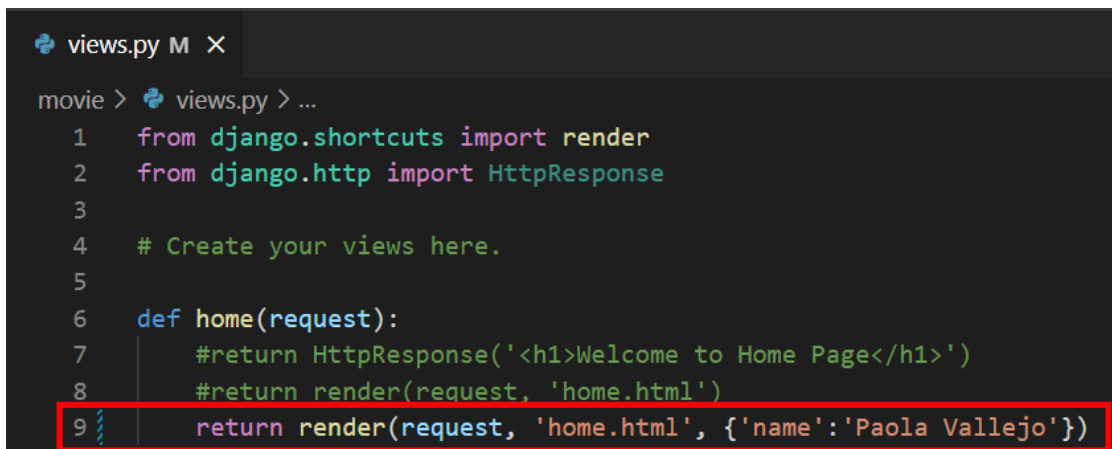 views.py M ×
movie > views.py > ...
1 from django.shortcuts import render
2 from django.http import HttpResponse
3
4 # Create your views here.
5
6 def home(request):
7 #return HttpResponse('<h1>Welcome to Home Page</h1>')
8 #return render(request, 'home.html')
9 return render(request, 'home.html', {'name':'Paola Vallejo'})